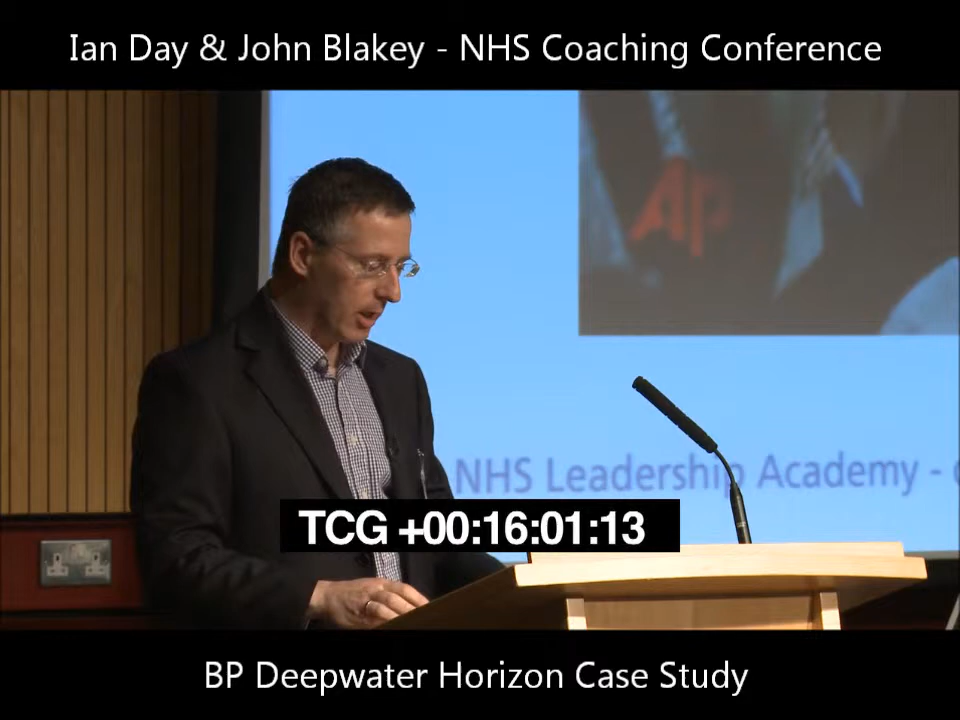 Ian Day & John Blakey - NHS Coaching Conference
AP
NHS Leadership Academy -
TCG +00:16:01:13
BP Deepwater Horizon Case Study